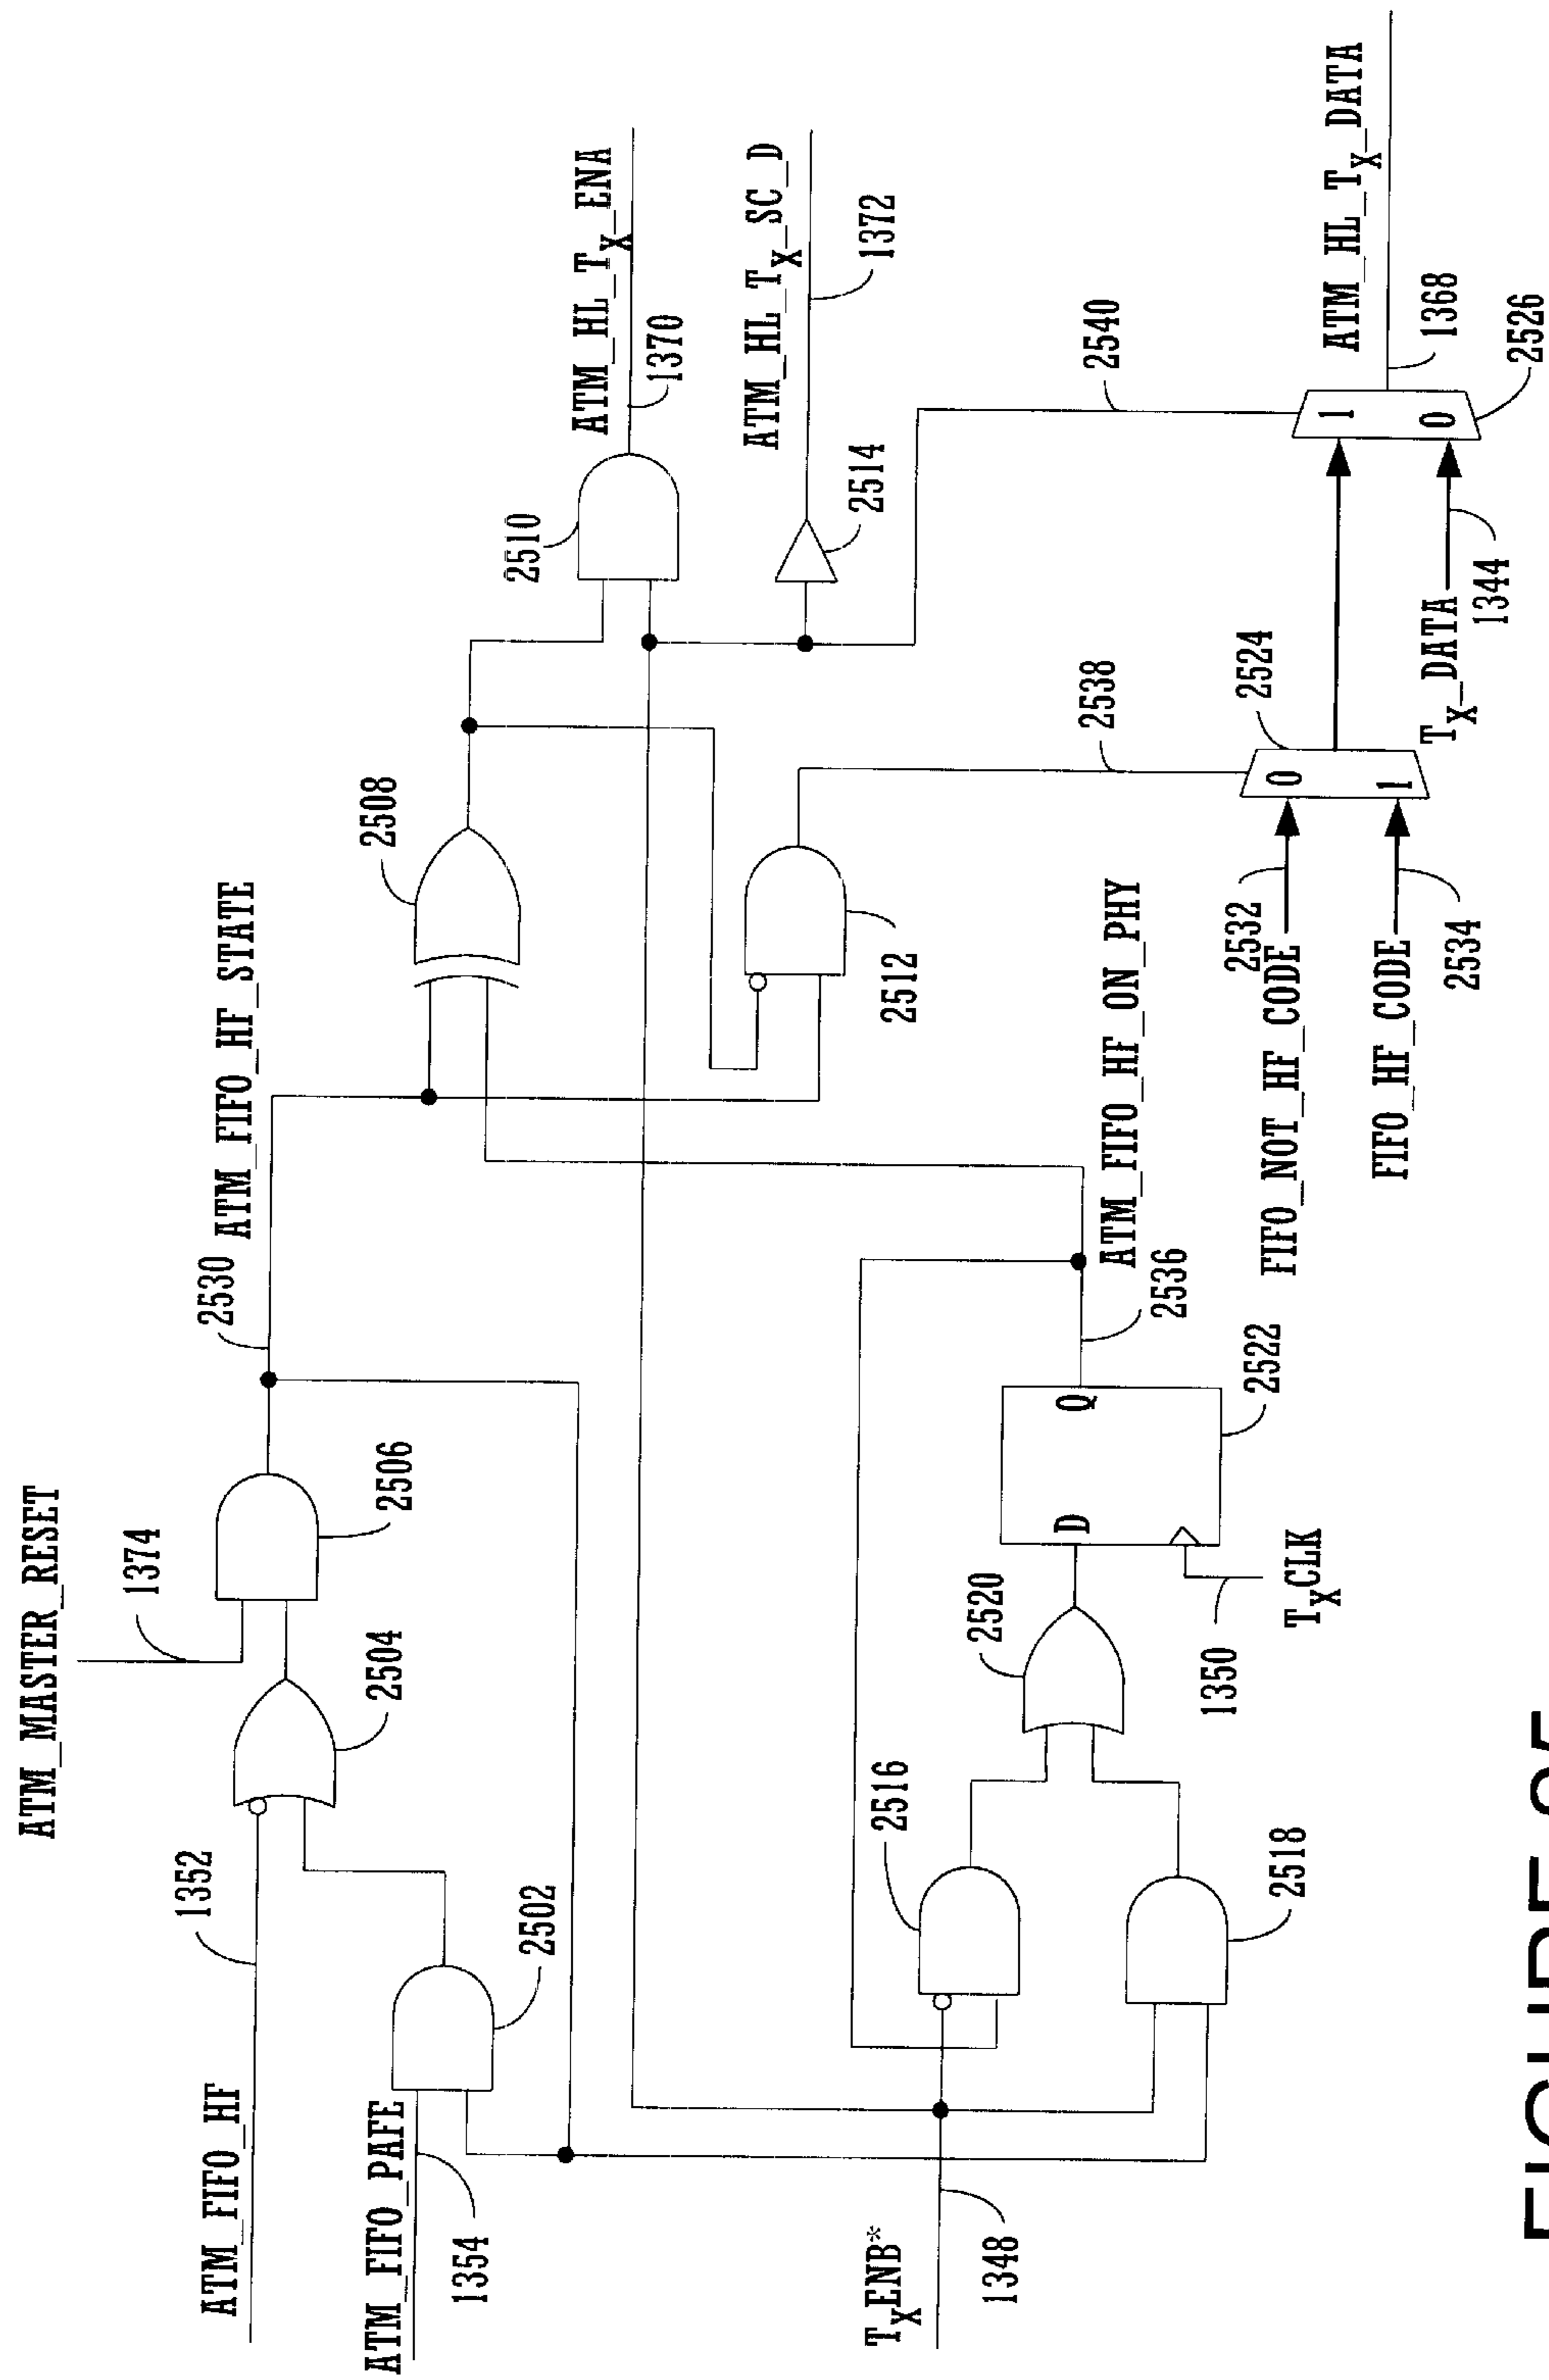 ATM_MASTER_RESET
1374
ATM_FIFO_HF
1352
2504
2506
2530
ATM_FIFO_HF_STATE
ATM_FIFO_PAFE
1354
2502
2508
2510
ATM_HL_TX_ENA
1370
ATM_HL_TX_SC_D
1372
2514
2512
TXENB*
1348
2516
2518
2520
D
Q
2522
1350
TXCLK
ATM_FIFO_HF_ON_PHY
2536
2538
2540
FIFO_NOT_HF_CODE
2532
FIFO_HF_CODE
2534
0
1
2524
TX_DATA
1344
1
0
2526
ATM_HL_TX_DATA
1368